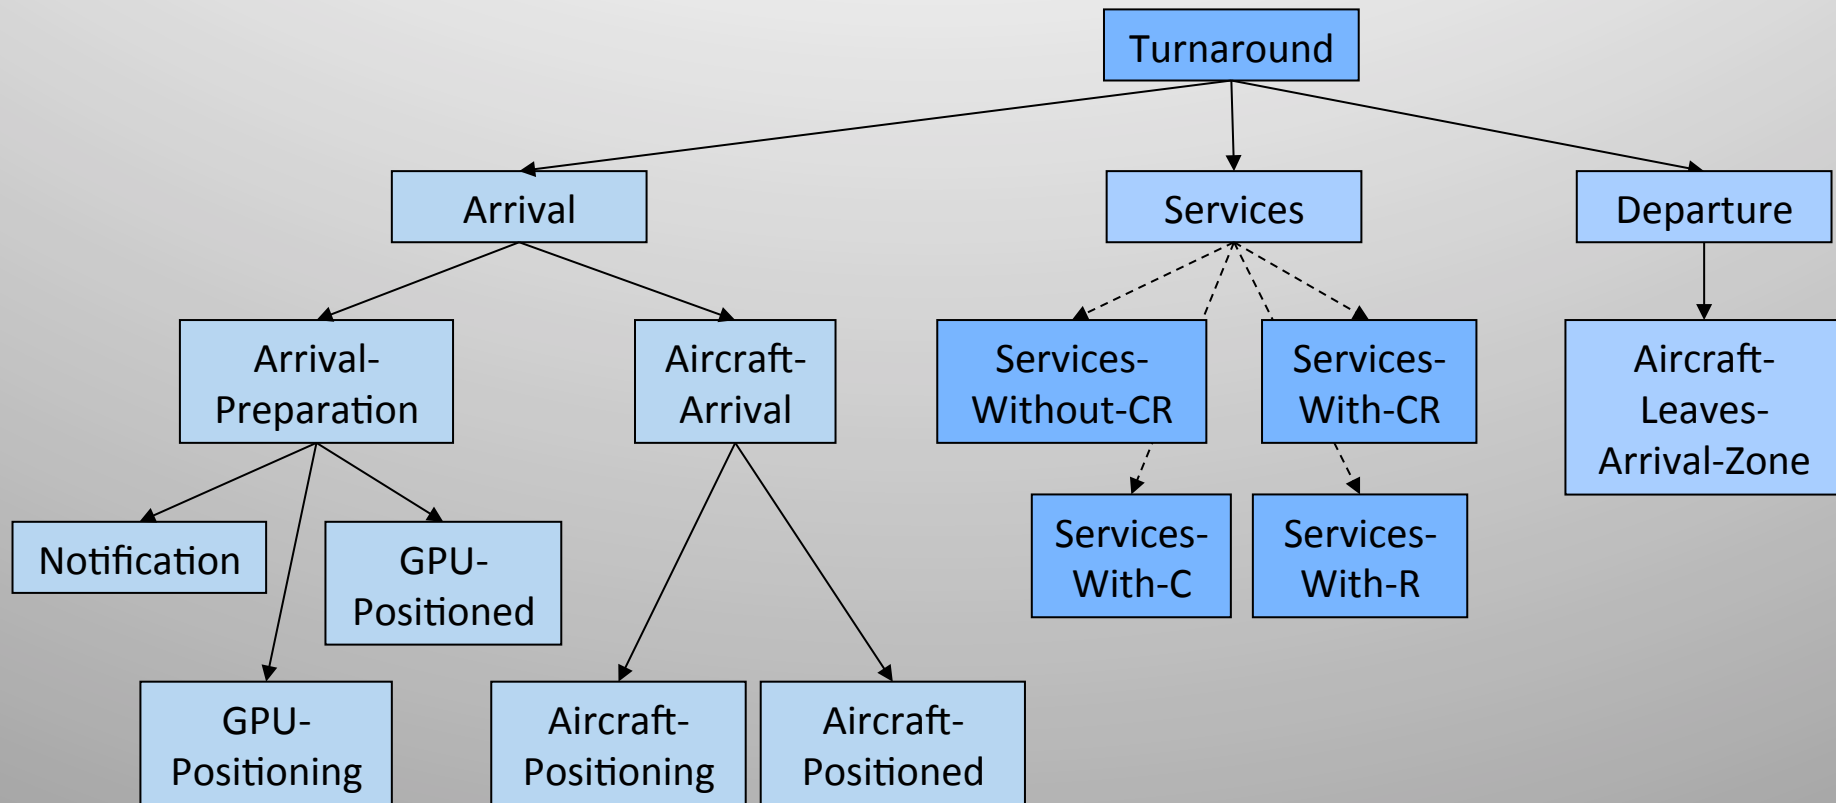 Turnaround
Arrival
Services
Departure
Arrival-
Preparation
Aircraft-
Arrival
Services-
Without-CR
Services-
With-CR
Aircraft-
Leaves-
Arrival-Zone
Notification
GPU-
Positioned
Services-
With-C
Services-
With-R
GPU-
Positioning
Aircraft-
Positioning
Aircraft-
Positioned